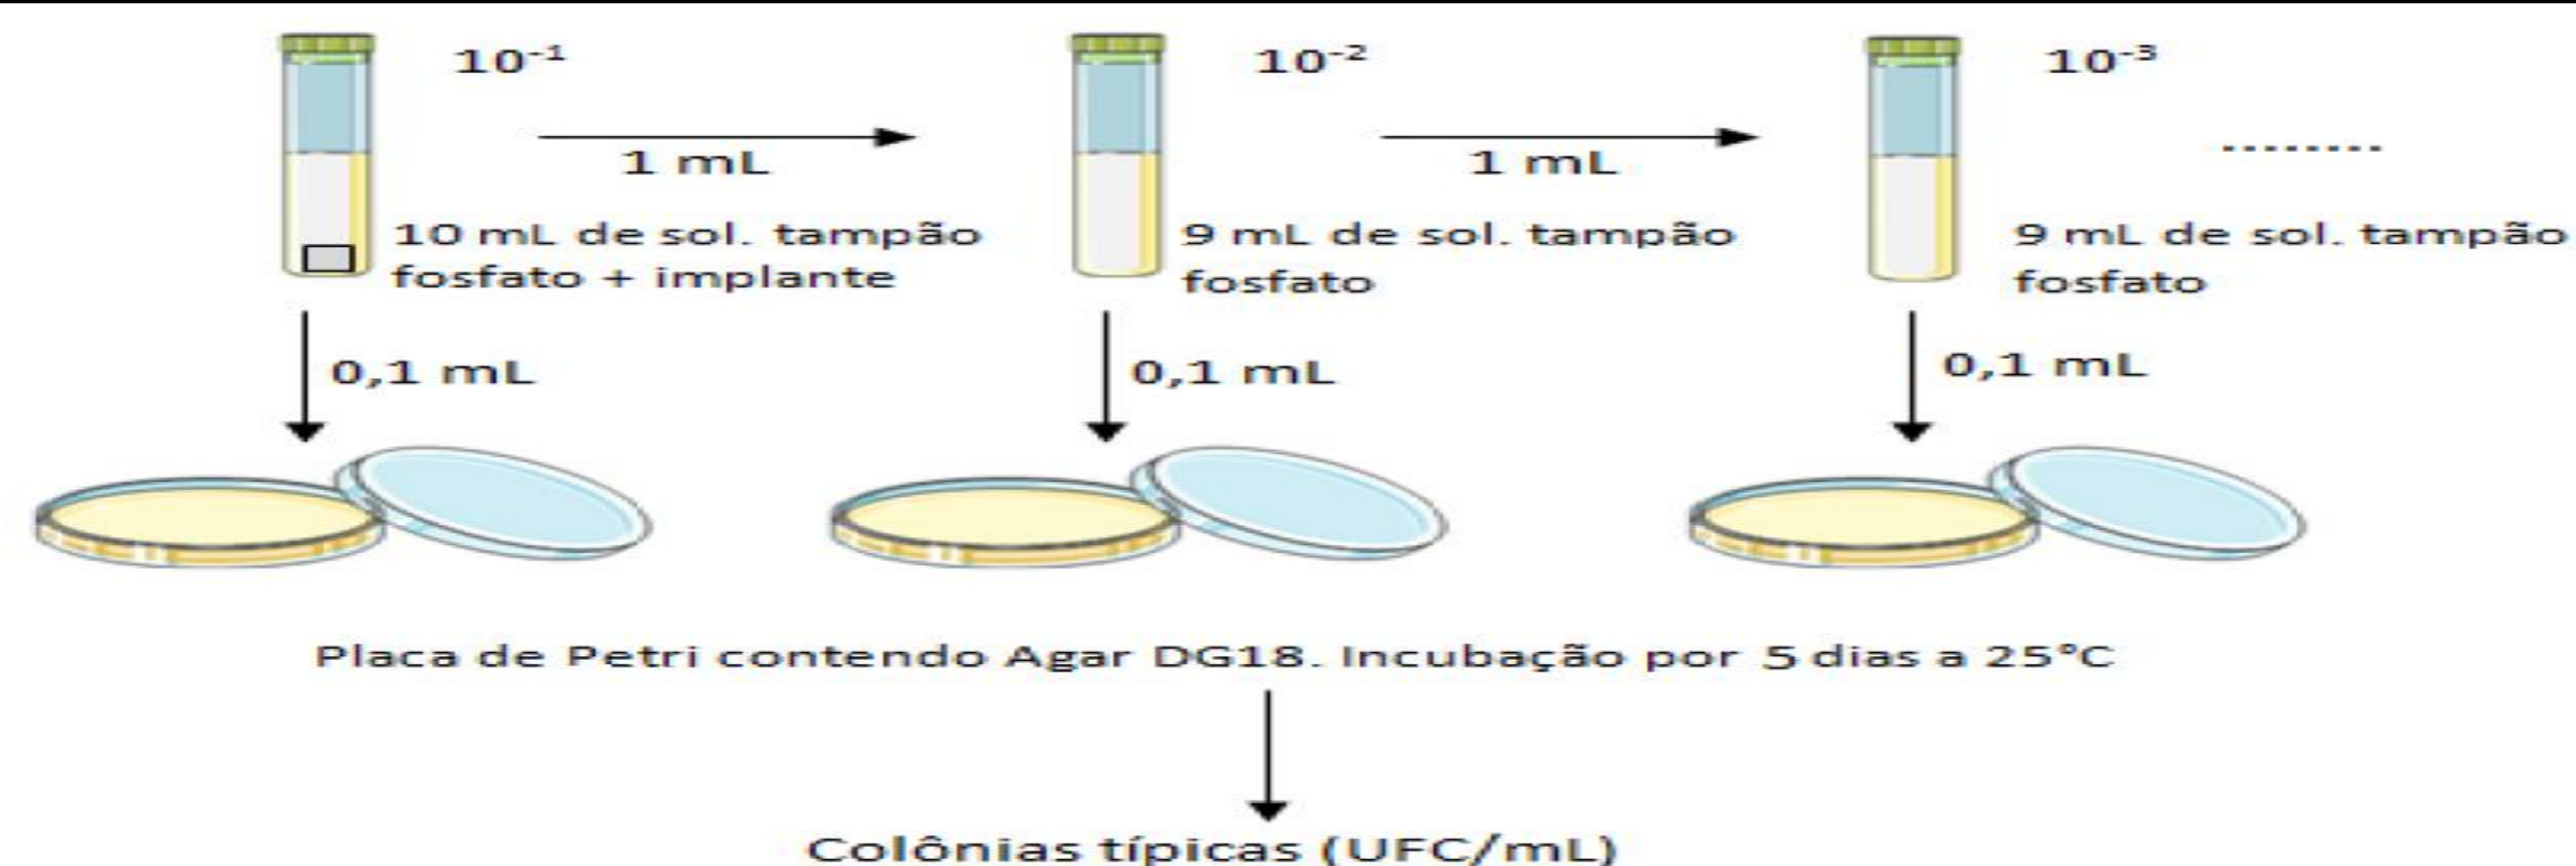 10⁻¹
1 mL
10⁻²
1 mL
10⁻³
........
10 mL de sol. tampão
fosfato + implante
9 mL de sol. tampão
fosfato
9 mL de sol. tampão
fosfato
0,1 mL
0,1 mL
0,1 mL
Placa de Petri contendo Agar DG18. Incubação por 5 dias a 25°C
Colônias típicas (UFC/mL)